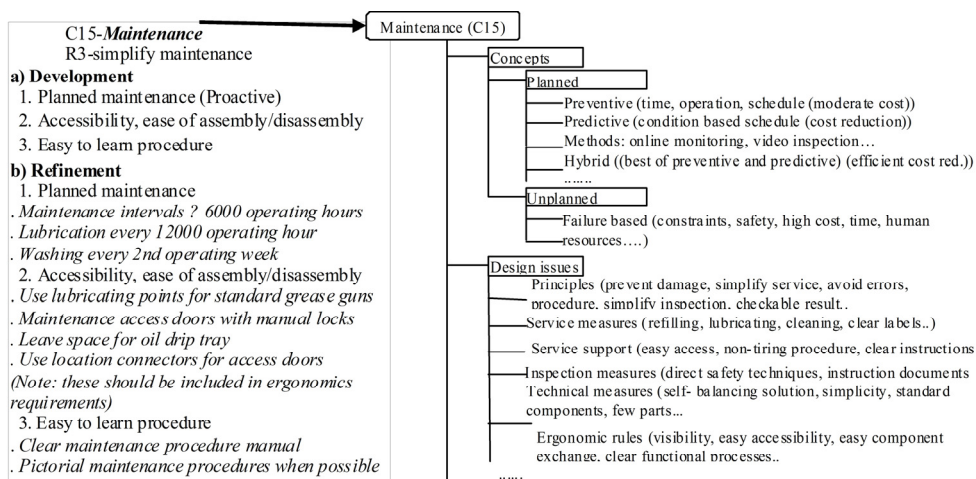 C15-Maintenance
R3-simplify maintenance
a) Development
1. Planned maintenance (Proactive)
2. Accessibility, ease of assembly/disassembly
3. Easy to learn procedure
b) Refinement
1. Planned maintenance
. Maintenance intervals ? 6000 operating hours
. Lubrication every 12000 operating hour
. Washing every 2nd operating week
2. Accessibility, ease of assembly/disassembly
. Use lubricating points for standard grease guns
. Maintenance access doors with manual locks
. Leave space for oil drip tray
. Use location connectors for access doors
(Note: these should be included in ergonomics
requirements)
3. Easy to learn procedure
. Clear maintenance procedure manual
. Pictorial maintenance procedures when possible
Maintenance (C15)
Concepts
Planned
Preventive (time, operation, schedule (moderate cost))
Predictive (condition based schedule (cost reduction))
Methods: online monitoring, video inspection…
Hybrid ((best of preventive and predictive) (efficient cost red.))
.......
Unplanned
Failure based (constraints, safety, high cost, time, human
resources….)
Design issues
Principles (prevent damage, simplify service, avoid errors,
procedure, simplify inspection, checkable result..
Service measures (refilling, lubricating, cleaning, clear labels..)
Service support (easy access, non-tiring procedure, clear instructions
Inspection measures (direct safety techniques, instruction documents
Technical measures (self- balancing solution, simplicity, standard
components, few parts...
Ergonomic rules (visibility, easy accessibility, easy component
exchange, clear functional processes..
......